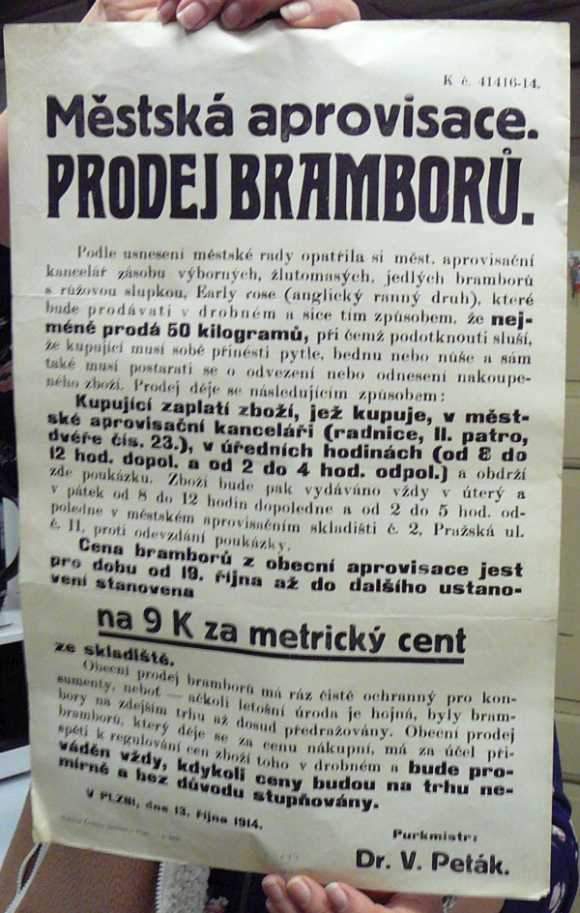 K č. 41416-14.
Městská aprovisace.
PRODEJ BRAMBORŮ.
Podle usnesení městské rady opatřila si měst. aprovisační
kancelář zásobu výborných, žlutomasých, jedlých bramborů
s růžovou slupkou, Early rose (anglický ranný druh), které
bude prodávati v drobném a sice tím způsobem, že nej-
méně prodá 50 kilogramů, při čemž podotknouti sluší,
že kupující musí sobě přinésti pytle, bednu nebo nůše a sám
také musí postarati se o odvezení nebo odnesení nakoupe-
ného zboží. Prodej děje se následujícím způsobem:
Kupující zaplatí zboží, jež kupuje, v měst-
ské aprovisační kanceláři (radnice, II. patro,
dvéře čís. 23.), v úředních hodinách (od 8 do
12 hod. dopol. a od 2 do 4 hod. odpol.) a obdrží
zde poukázku. Zboží bude pak vydáváno vždy v úterý a
v pátek od 8 do 12 hodin dopoledne a od 2 do 5 hod. od-
poledne v městském aprovisačním skladišti č. 2, Pražská ul.
č. 11, proti odevzdání poukázky.
Cena bramborů z obecní aprovisace jest
pro dobu od 19. října až do dalšího ustano-
vení stanovena
na 9 K za metrický cent
ze skladiště.
Obecní prodej bramborů má ráz čistě ochranný pro kon-
sumenty, neboť — ačkoli letošní úroda je hojná, byly bram-
bory na zdejším trhu až dosud předražovány. Obecní prodej
bramborů, který děje se za cenu nákupní, má za účel při-
spěti k regulování cen zboží toho v drobném a bude pro-
váděn vždy, kdykoli ceny budou na trhu ne-
mírně a bez důvodu stupňovány.
V PLZNI, dne 13. října 1914.
Purkmistr:
Dr. V. Peták.